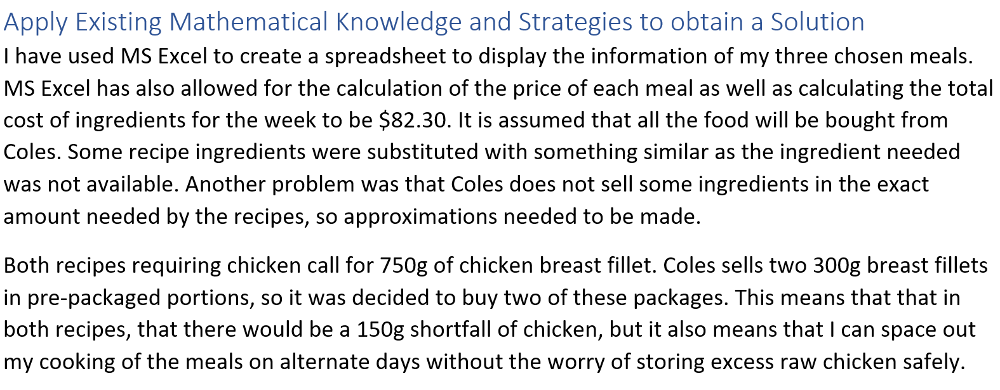 Apply Existing Mathematical Knowledge and Strategies to obtain a Solution
I have used MS Excel to create a spreadsheet to display the information of my three chosen meals.
MS Excel has also allowed for the calculation of the price of each meal as well as calculating the total
cost of ingredients for the week to be $82.30. It is assumed that all the food will be bought from
Coles. Some recipe ingredients were substituted with something similar as the ingredient needed
was not available. Another problem was that Coles does not sell some ingredients in the exact
amount needed by the recipes, so approximations needed to be made.
Both recipes requiring chicken call for 750g of chicken breast fillet. Coles sells two 300g breast fillets
in pre-packaged portions, so it was decided to buy two of these packages. This means that that in
both recipes, that there would be a 150g shortfall of chicken, but it also means that I can space out
my cooking of the meals on alternate days without the worry of storing excess raw chicken safely.